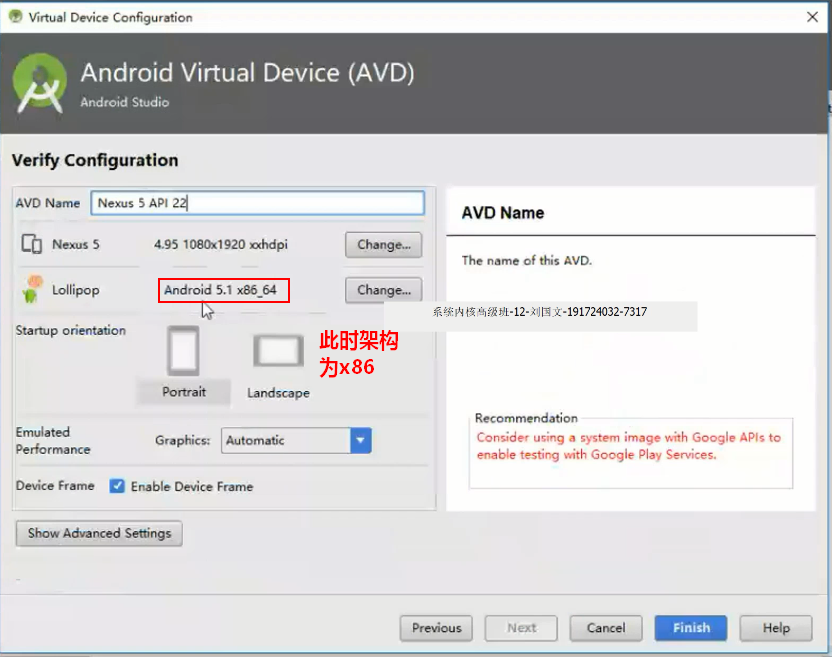 Virtual Device Configuration
Android Virtual Device (AVD)
Android Studio
Verify Configuration
AVD Name
Nexus 5 API 22
Nexus 5
4.95 1080x1920 xxhdpi
Change...
Lollipop
Android 5.1 x86_64
Change...
Startup orientation
Portrait
Landscape
此时架构
为x86
Emulated
Performance
Graphics:
Automatic
Device Frame
Enable Device Frame
Show Advanced Settings
AVD Name
The name of this AVD.
系统内核高级班-12-刘国文-191724032-7317
Recommendation
Consider using a system image with Google APIs to
enable testing with Google Play Services.
Previous
Next
Cancel
Finish
Help